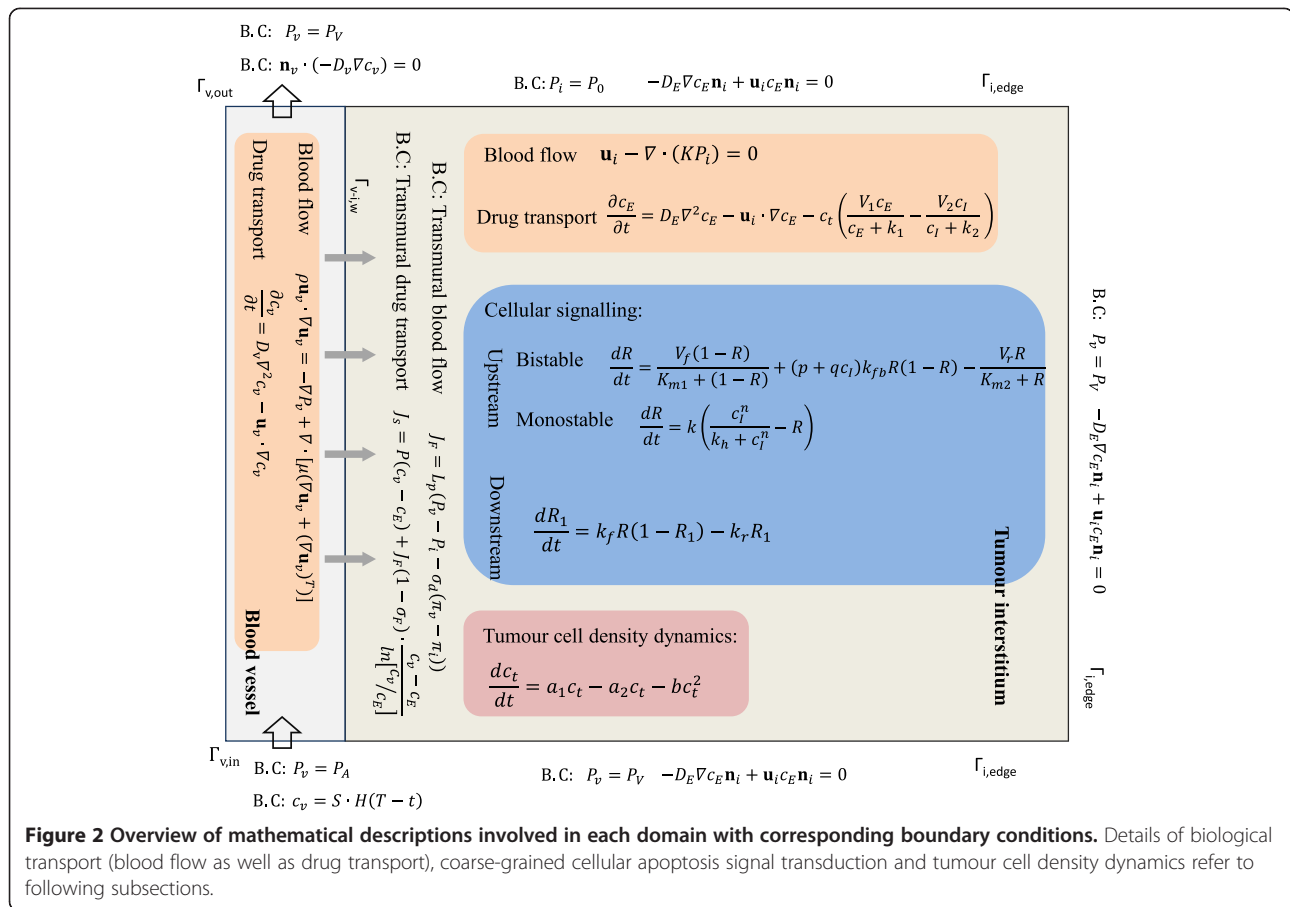 B.C: P_v = P_V
B.C: n_v · (−D_v∇c_v) = 0
Γ_v,out
B.C: P_i = P_0 −D_E∇c_E n_i + u_i c_E n_i = 0
Γ_i,edge
Blood flow ρu_v · ∇u_v = −∇P_v + ∇ · [μ(∇u_v + (∇u_v)^T)]
Drug transport ∂c_v/∂t = D_v∇²c_v − u_v · ∇c_v
Blood vessel
Γ_v-i,w
B.C: Transmural blood flow J_F = L_p(P_v − P_i − σ_d(π_v − π_i))
B.C: Transmural drug transport J_s = P(c_v − c_E) + J_F(1 − σ_F) · (c_v − c_E)/ln[c_v/c_E]
Blood flow u_i − ∇ · (KP_i) = 0
Drug transport ∂c_E/∂t = D_E∇²c_E − u_i · ∇c_E − c_t (V_1c_E/(c_E + k_1) − V_2c_I/(c_I + k_2))
Cellular signalling:
Upstream
Bistable dR/dt = V_f(1 − R)/(K_m1 + (1 − R)) + (p + qc_I)k_fb R(1 − R) − V_rR/(K_m2 + R)
Monostable dR/dt = k (c_I^n/(k_h + c_I^n) − R)
Downstream
dR_1/dt = k_f R(1 − R_1) − k_r R_1
Tumour interstitium
Tumour cell density dynamics:
dc_t/dt = a_1c_t − a_2c_t − bc_t²
B.C: P_v = P_V −D_E∇c_E n_i + u_i c_E n_i = 0
Γ_i,edge
Γ_v,in
B.C: P_v = P_A
B.C: c_v = S · H(T − t)
B.C: P_v = P_V −D_E∇c_E n_i + u_i c_E n_i = 0
Γ_i,edge
Figure 2 Overview of mathematical descriptions involved in each domain with corresponding boundary conditions. Details of biological
transport (blood flow as well as drug transport), coarse-grained cellular apoptosis signal transduction and tumour cell density dynamics refer to
following subsections.